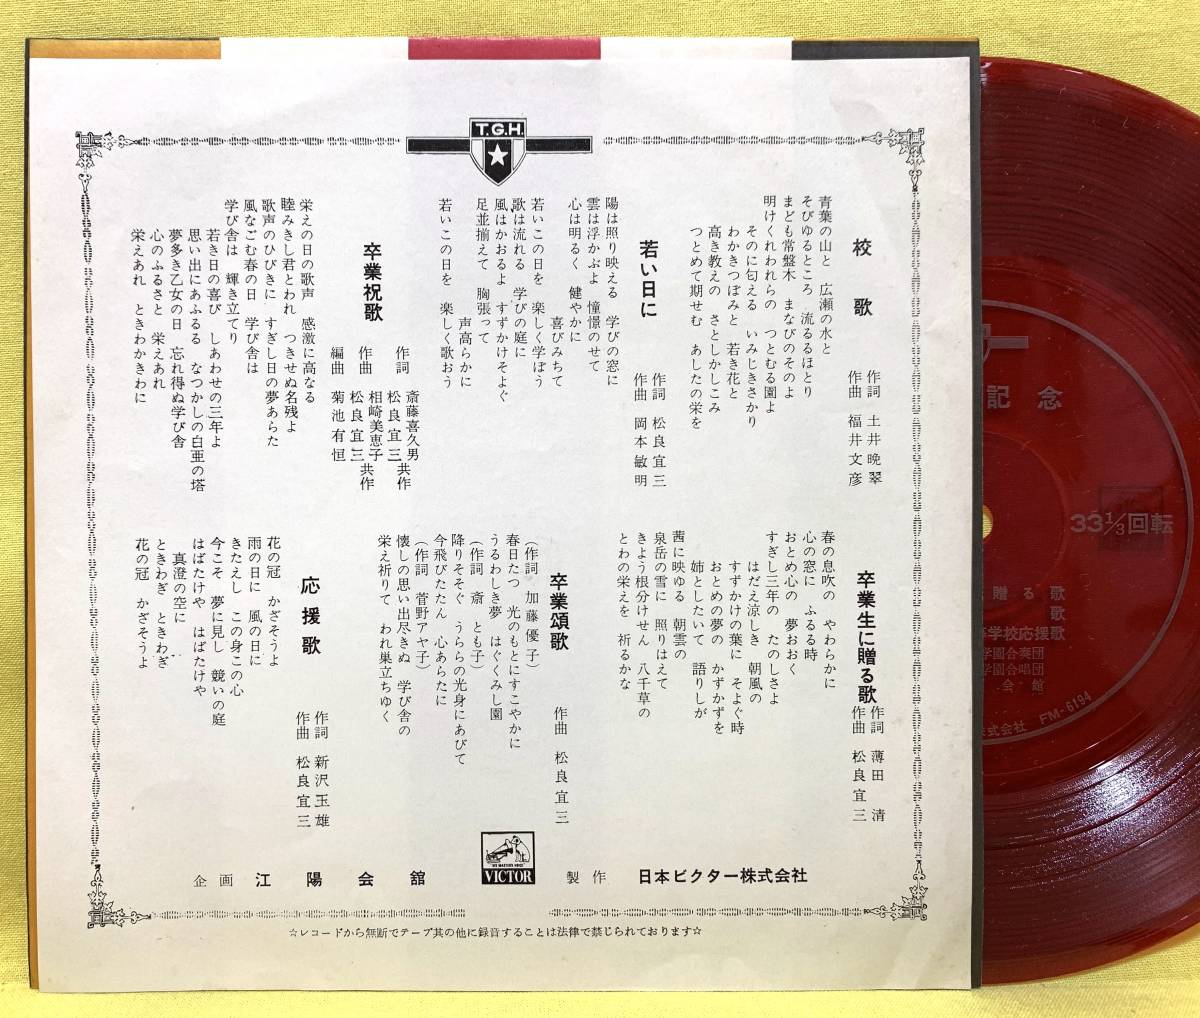 T.G.H.
校歌
作詞 土井晩翠
作曲 福井文彦
青葉の山と 広瀬の水と
そびゆるところ 流るるほとり
まども常盤木 まなびのそのよ
明けくれわれらの つとむる園よ
そのに匂える いみじきさかり
わかきつぼみと 若き花と
高き教えの さとしかしこみ
つとめて期せむ あしたの栄を
若い日に
作詞 松良宜三
作曲 岡本敏明
陽は照り映える 学びの窓に
雲は浮かぶよ 憧憬のせて
心は明るく 健やかに
喜びみちて
若いこの日を 楽しく学ぼう
歌は流れる 学びの庭に
風はかおるよ すずかけそよぐ
足並揃えて 胸張って
声高らかに
若いこの日を 楽しく歌おう
卒業祝歌
作詞 斎藤喜久男
松良宜三 共作
作曲 相崎美恵子
松良宜三 共作
編曲 菊池有恒
栄えの日の歌声 感激に高なる
睦みきし君とわれ つきせぬ名残よ
歌声のひびきに すぎし日の夢あらた
風なごむ春の日 学び舎は
学び舎は 輝き立てり
若き日の喜び しあわせの三年よ
思い出にあふるる なつかしの白亜の塔
夢多き乙女の日 忘れ得ぬ学び舎
心のふるさと 栄えあれ
栄えあれ ときわかきわに
卒業生に贈る歌
作詞 薄田清
作曲 松良宜三
春の息吹の やわらかに
心の窓に ふるる時
おとめ心の 夢おおく
すぎし三年の たのしさよ
はだえ涼しき 朝風の
すずかけの葉に そよぐ時
おとめの夢の かずかずを
姉としたいて 語りしが
茜に映ゆる 朝雲の
泉岳の雪に 照りはえて
きよう根分けせん 八千草の
とわの栄えを 祈るかな
卒業頌歌
作曲 松良宜三
(作詞 加藤優子)
春日たつ 光のもとにすこやかに
うるわしき夢 はぐくみし園
(作詞 斎 とも子)
降りそそぐ うららの光身にあびて
今飛びたたん 心あらたに
(作詞 菅野アヤ子)
懐しの思い出尽きぬ 学び舎の
栄え祈りて われ巣立ちゆく
応援歌
作詞 新沢玉雄
作曲 松良宜三
花の冠 かざそうよ
雨の日に 風の日に
きたえし この身この心
今こそ 夢に見し 競いの庭
はばたけや はばたけや
真澄の空に
ときわぎ ときわぎ
花の冠 かざそうよ
企画 江陽会舘
"HIS MASTER'S VOICE"
VICTOR
製作 日本ビクター株式会社
☆レコードから無断でテープ其の他に録音することは法律で禁じられております☆
記念
33 1/3 回転
贈る歌
歌
学校応援歌
学園合奏団
学園合唱団
会舘
株式会社 FM-6194